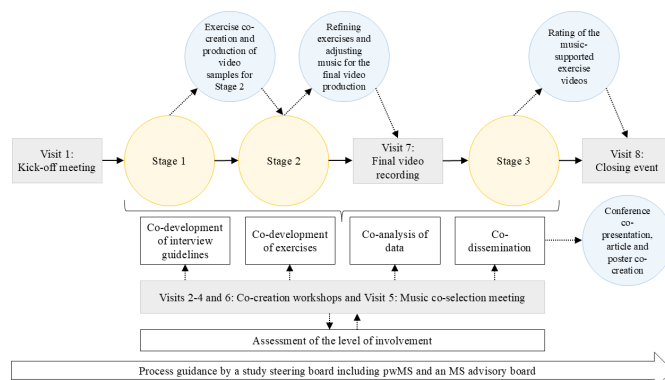 Exercise co-
creation and
production of
video
samples for
Stage 2
Refining
exercises and
adjusting
music for the
final video
production
Rating of the
music-
supported
exercise
videos
Visit 1:
Kick-off meeting
Stage 1
Stage 2
Visit 7:
Final video
recording
Stage 3
Visit 8:
Closing event
Co-development
of interview
guidelines
Co-development
of exercises
Co-analysis of
data
Co-
dissemination
Conference
co-
presentation,
article and
poster co-
creation
Visits 2-4 and 6: Co-creation workshops and Visit 5: Music co-selection meeting
Assessment of the level of involvement
Process guidance by a study steering board including pwMS and an MS advisory board